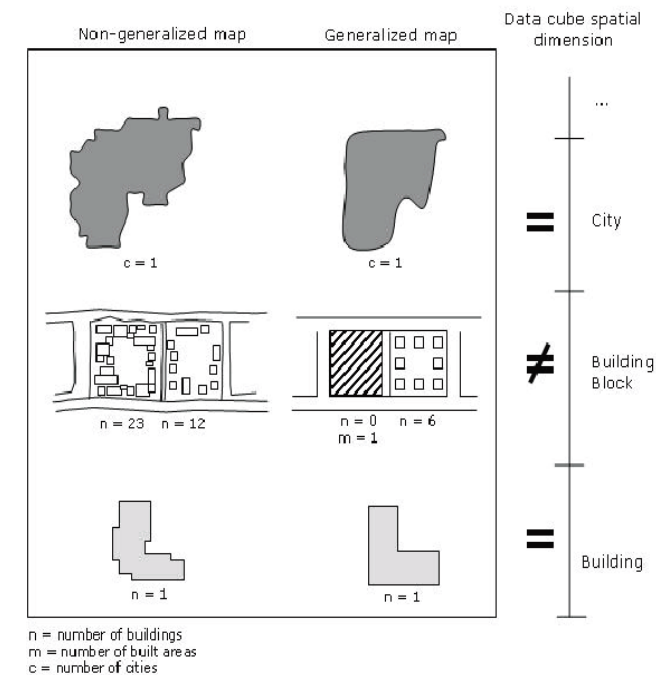 Non-generalized map
Generalized map
Data cube spatial
dimension
...
c = 1
c = 1
=
City
n = 23 n = 12
n = 0 n = 6
m = 1
≠
Building
Block
n = 1
n = 1
=
Building
n = number of buildings
m = number of built areas
c = number of cities